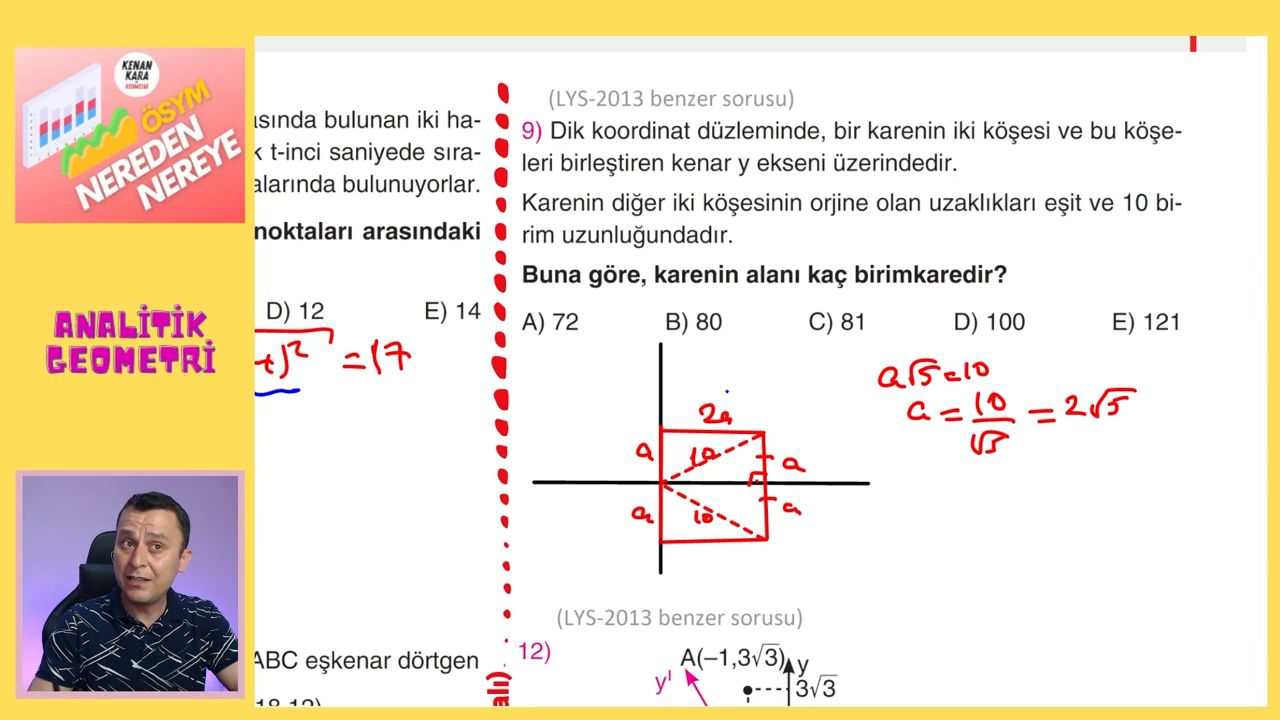 KENAN
KARA
GEOMETRİ
ÖSYM
NEREDEN
NEREYE
ANALİTİK
GEOMETRİ
asında bulunan iki ha-
k t-inci saniyede sıra-
alarında bulunuyorlar.
noktaları arasındaki
D) 12 E) 14
)² = 17
ABC eşkenar dörtgen
(LYS-2013 benzer sorusu)
9) Dik koordinat düzleminde, bir karenin iki köşesi ve bu köşe-
leri birleştiren kenar y ekseni üzerindedir.
Karenin diğer iki köşesinin orjine olan uzaklıkları eşit ve 10 bi-
rim uzunluğundadır.
Buna göre, karenin alanı kaç birimkaredir?
A) 72 B) 80 C) 81 D) 100 E) 121
a√5 = 10
a = 10/√5 = 2√5
2a
a 10 a
a 10 a
(LYS-2013 benzer sorusu)
12)
A(−1,3√3) y
y' 3√3